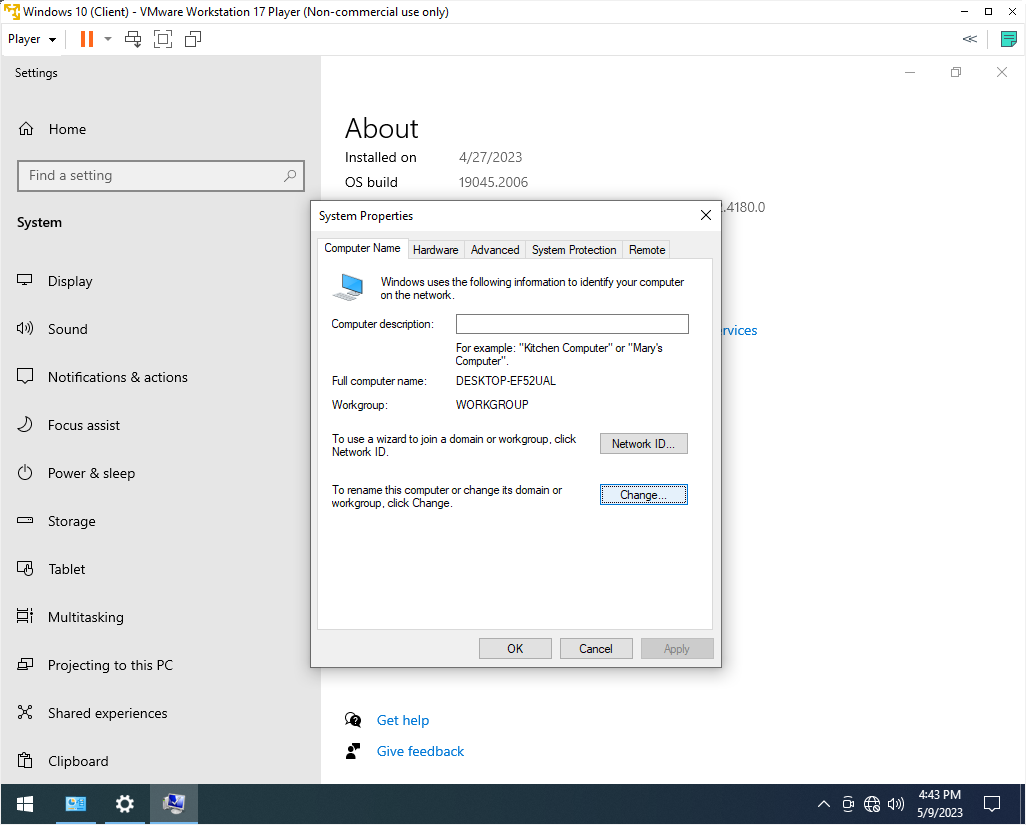 Windows 10 (Client) - VMware Workstation 17 Player (Non-commercial use only)
Player
Settings
Home
Find a setting
System
Display
Sound
Notifications & actions
Focus assist
Power & sleep
Storage
Tablet
Multitasking
Projecting to this PC
Shared experiences
Clipboard
About
Installed on 4/27/2023
OS build 19045.2006
.4180.0
System Properties
Computer Name Hardware Advanced System Protection Remote
Windows uses the following information to identify your computer
on the network.
Computer description:
For example: "Kitchen Computer" or "Mary's
Computer".
Full computer name: DESKTOP-EF52UAL
Workgroup: WORKGROUP
To use a wizard to join a domain or workgroup, click
Network ID.
Network ID...
To rename this computer or change its domain or
workgroup, click Change.
Change...
OK Cancel Apply
rvices
Get help
Give feedback
4:43 PM
5/9/2023